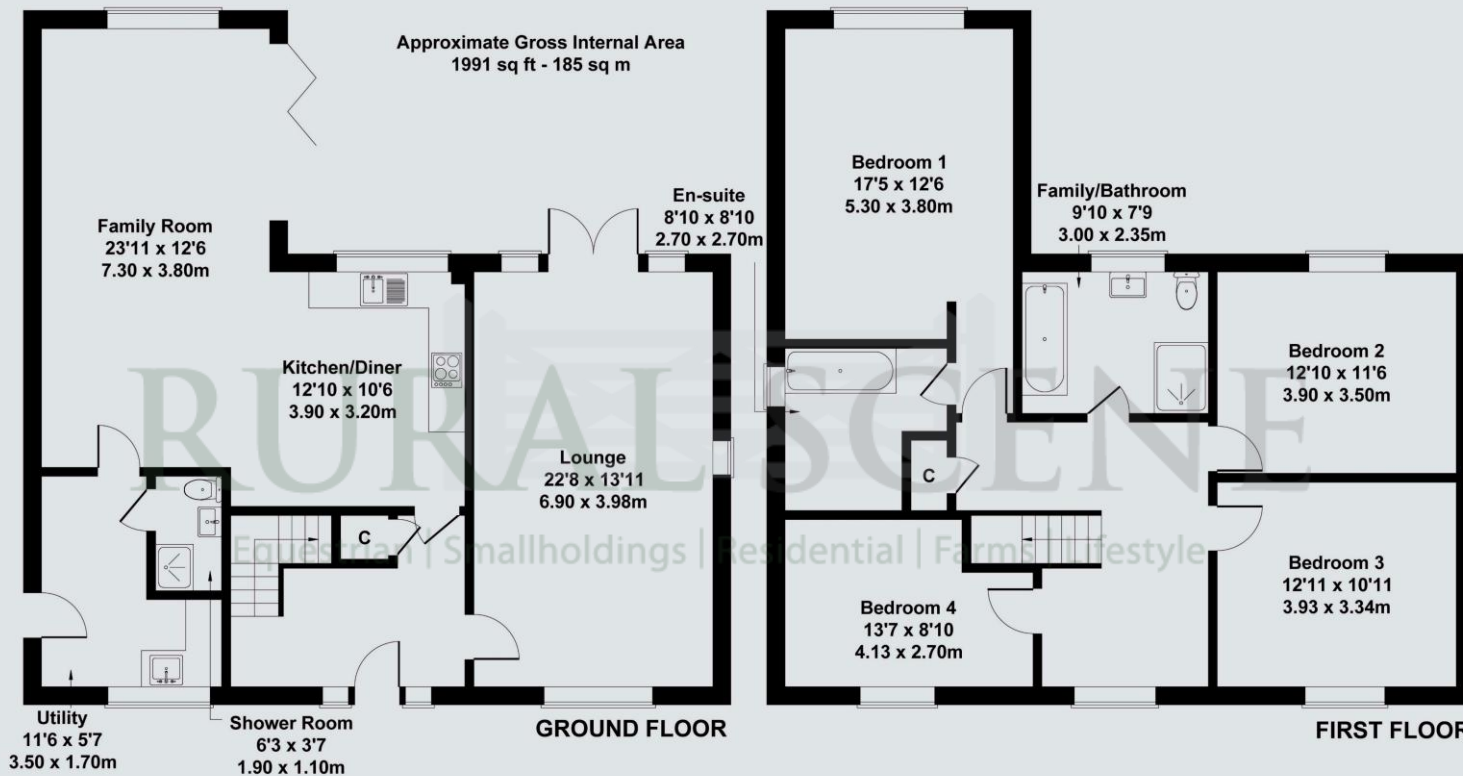 Approximate Gross Internal Area
1991 sq ft - 185 sq m
Family Room
23'11 x 12'6
7.30 x 3.80m
Kitchen/Diner
12'10 x 10'6
3.90 x 3.20m
Lounge
22'8 x 13'11
6.90 x 3.98m
C
Utility
11'6 x 5'7
3.50 x 1.70m
Shower Room
6'3 x 3'7
1.90 x 1.10m
GROUND FLOOR
En-suite
8'10 x 8'10
2.70 x 2.70m
Bedroom 1
17'5 x 12'6
5.30 x 3.80m
Family/Bathroom
9'10 x 7'9
3.00 x 2.35m
Bedroom 2
12'10 x 11'6
3.90 x 3.50m
C
Bedroom 3
12'11 x 10'11
3.93 x 3.34m
Bedroom 4
13'7 x 8'10
4.13 x 2.70m
FIRST FLOOR
RURAL SCENE
Equestrian | Smallholdings | Residential | Farms | Lifestyle